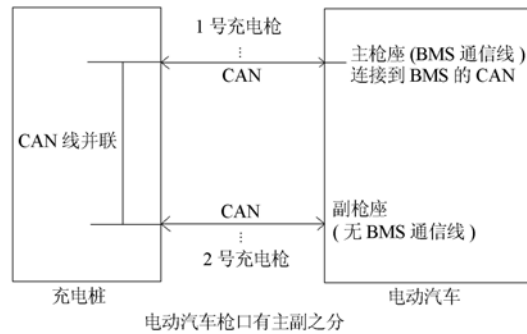 1 号充电枪
CAN
主枪座 (BMS 通信线)
连接到 BMS 的 CAN
CAN 线并联
CAN
副枪座
(无 BMS 通信线)
2 号充电枪
充电桩
电动汽车
电动汽车枪口有主副之分